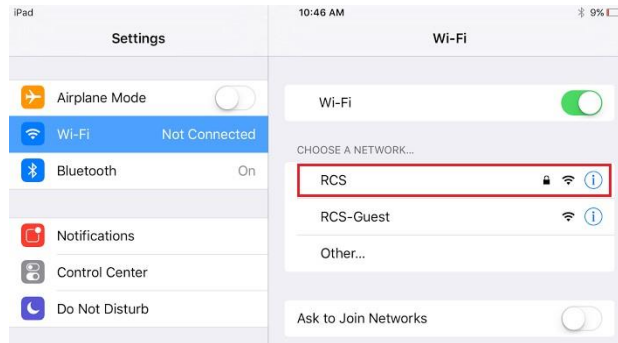 iPad
10:46 AM
9%
Settings
Wi-Fi
Airplane Mode
Wi-Fi Not Connected
Bluetooth On
Notifications
Control Center
Do Not Disturb
Wi-Fi
CHOOSE A NETWORK...
RCS
RCS-Guest
Other...
Ask to Join Networks